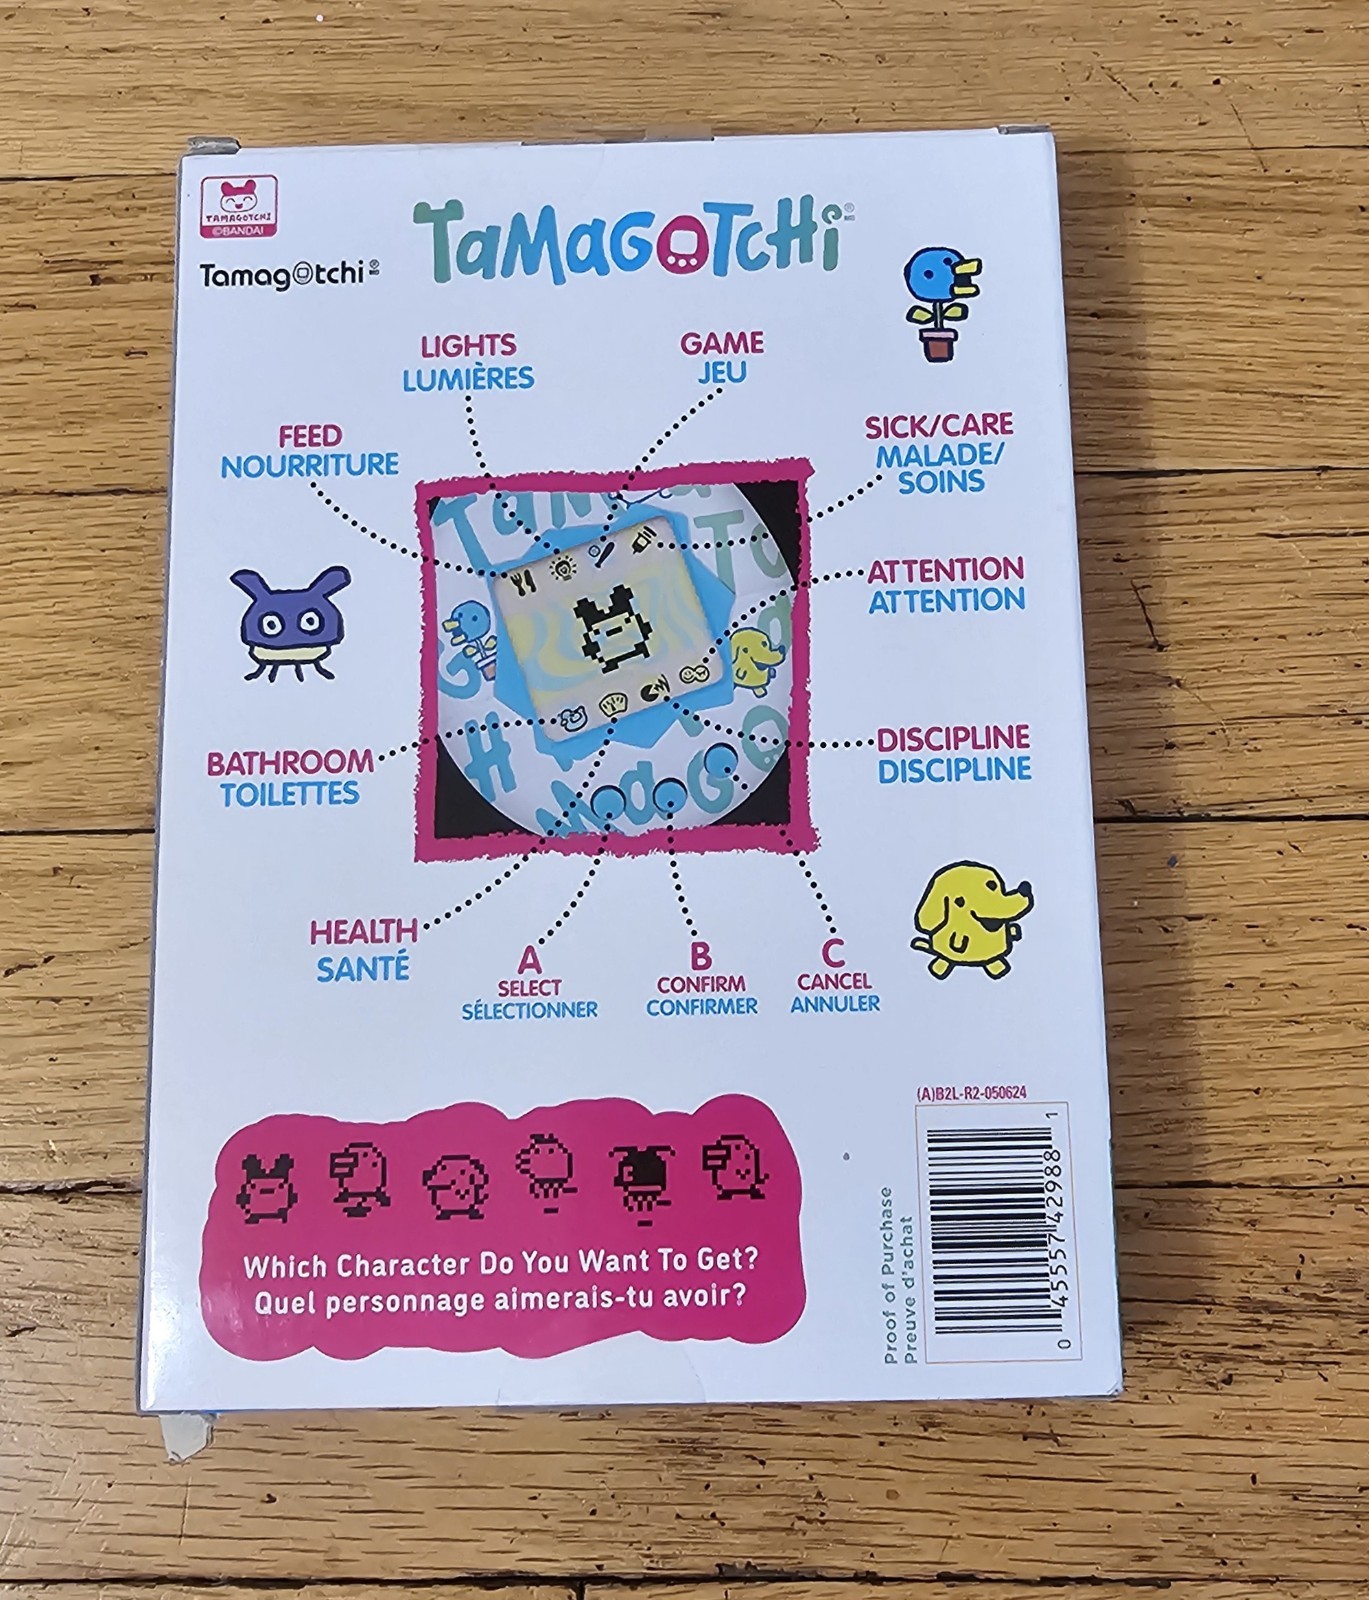 TAMAGOTCHI
©BANDAI
Tamagotchi®
TaMaGOTCHi®
LIGHTS
LUMIÈRES
GAME
JEU
FEED
NOURRITURE
SICK/CARE
MALADE/
SOINS
ATTENTION
ATTENTION
BATHROOM
TOILETTES
DISCIPLINE
DISCIPLINE
HEALTH
SANTÉ
A
SELECT
SÉLECTIONNER
B
CONFIRM
CONFIRMER
C
CANCEL
ANNULER
(A)B2L-R2-050624
Which Character Do You Want To Get?
Quel personnage aimerais-tu avoir?
Proof of Purchase
Preuve d'achat
0 45557 42988 1